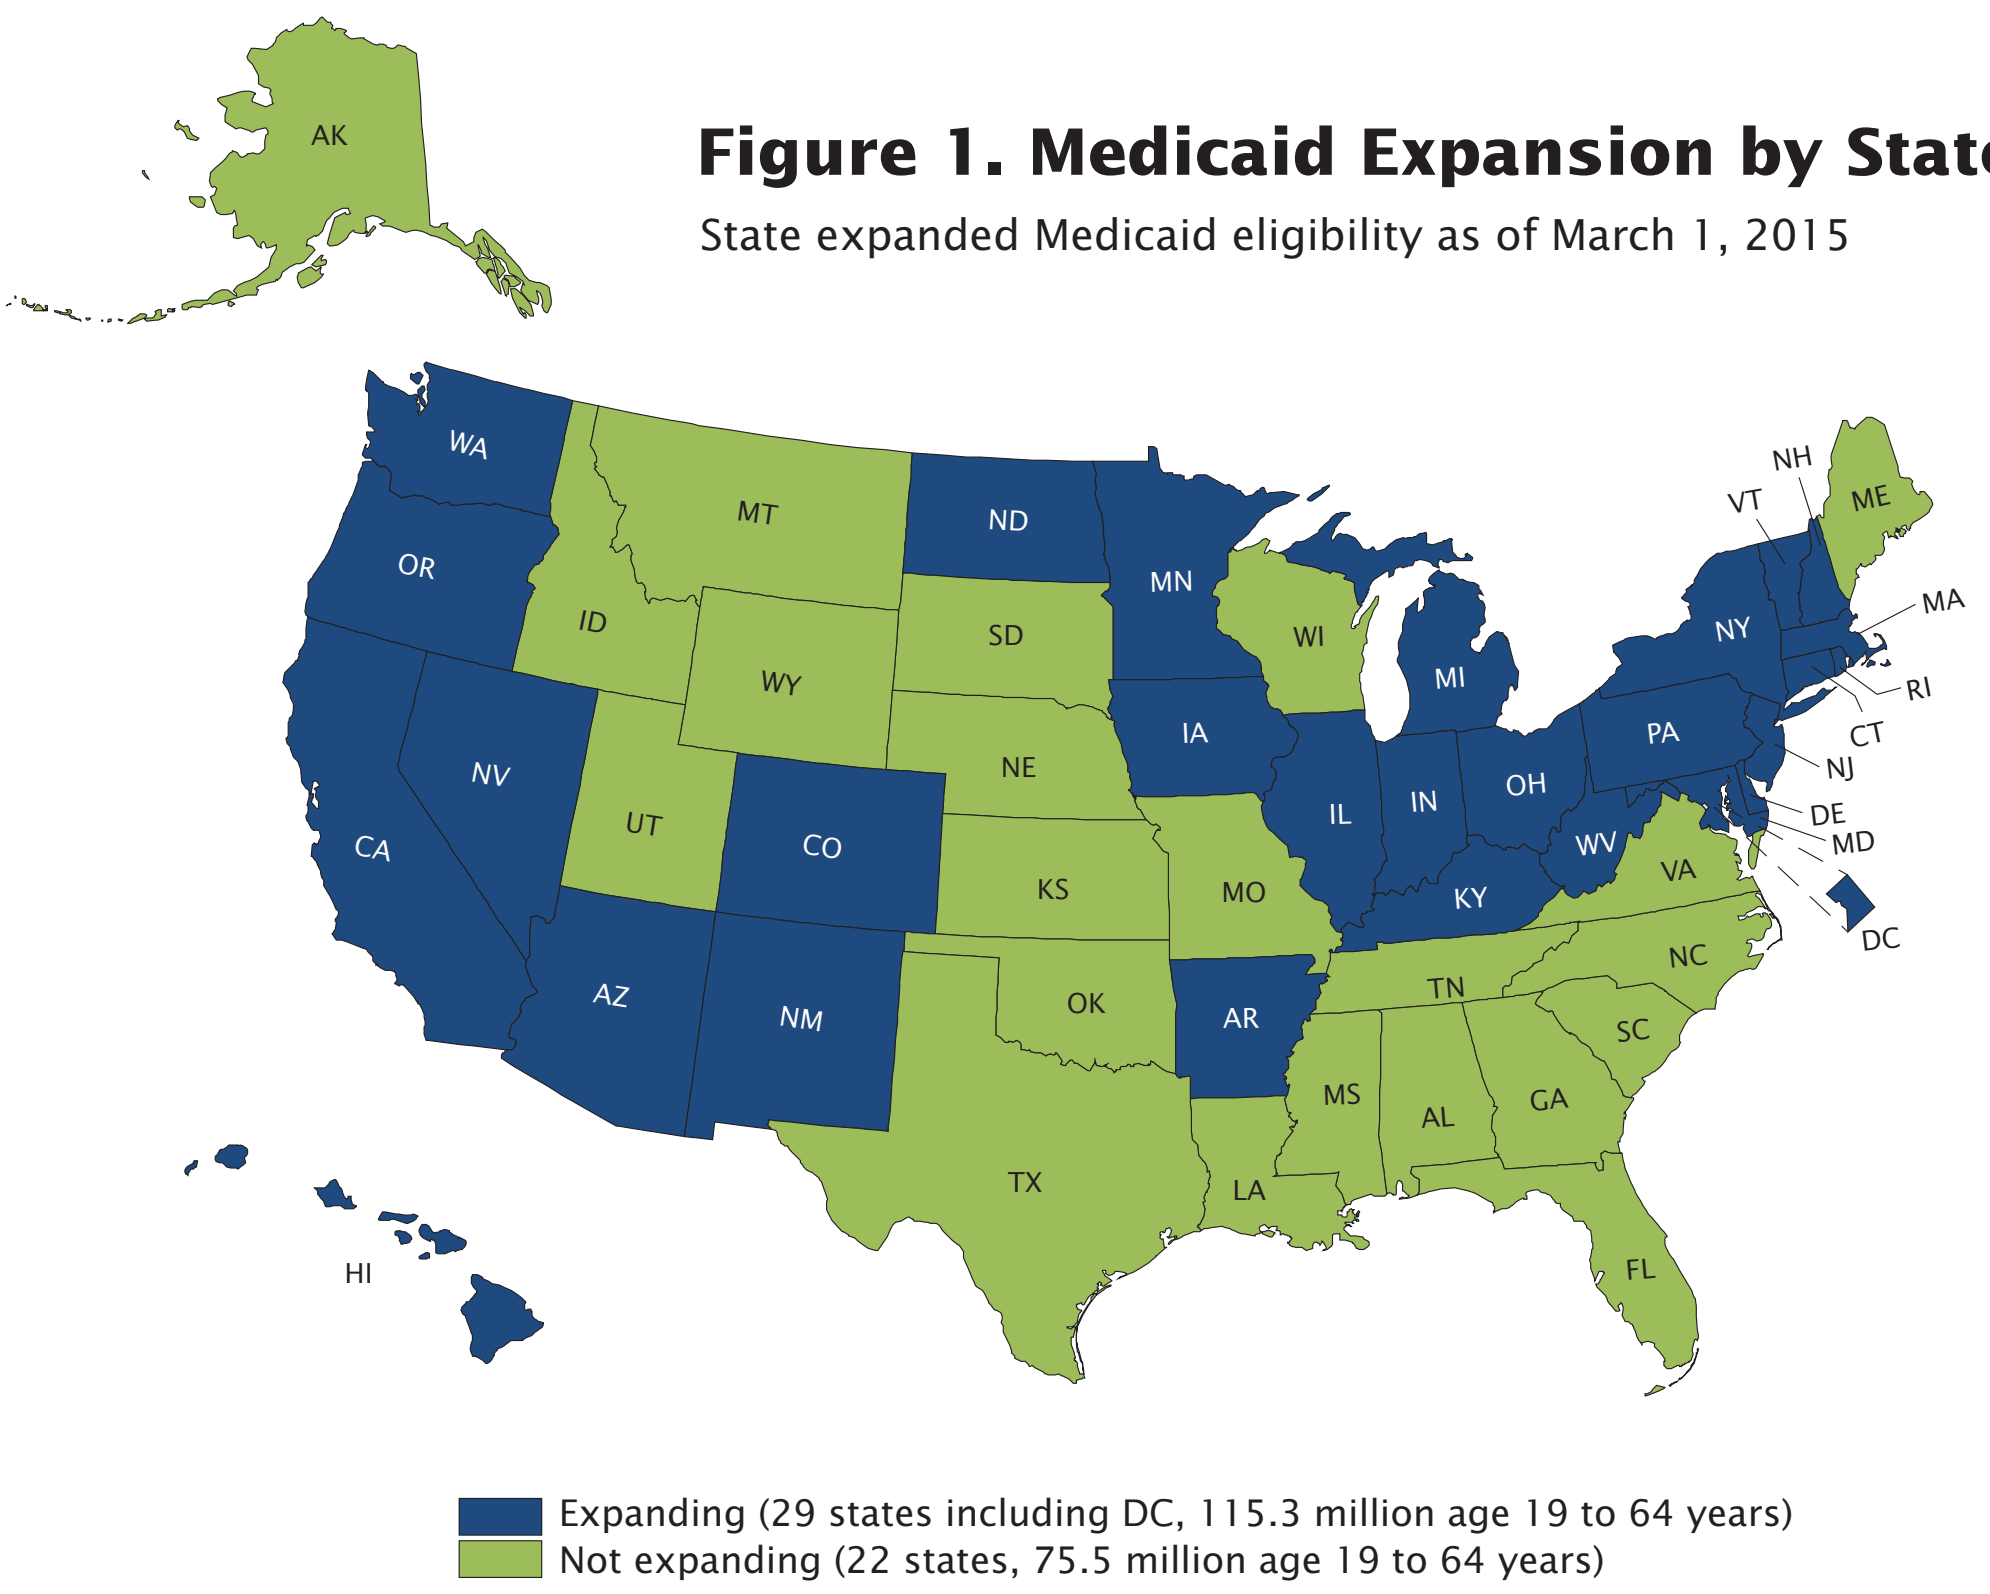 AK
Figure 1. Medicaid Expansion by State
State expanded Medicaid eligibility as of March 1, 2015
WA
MT
ND
MN
OR
ID
SD
WI
WY
MI
NY
VT
NH
ME
MA
RI
CT
NJ
DE
MD
DC
NV
UT
CO
NE
IA
IL
IN
OH
PA
CA
KS
MO
KY
WV
VA
AZ
NM
OK
AR
TN
NC
SC
TX
LA
MS
AL
GA
FL
HI
Expanding (29 states including DC, 115.3 million age 19 to 64 years)
Not expanding (22 states, 75.5 million age 19 to 64 years)